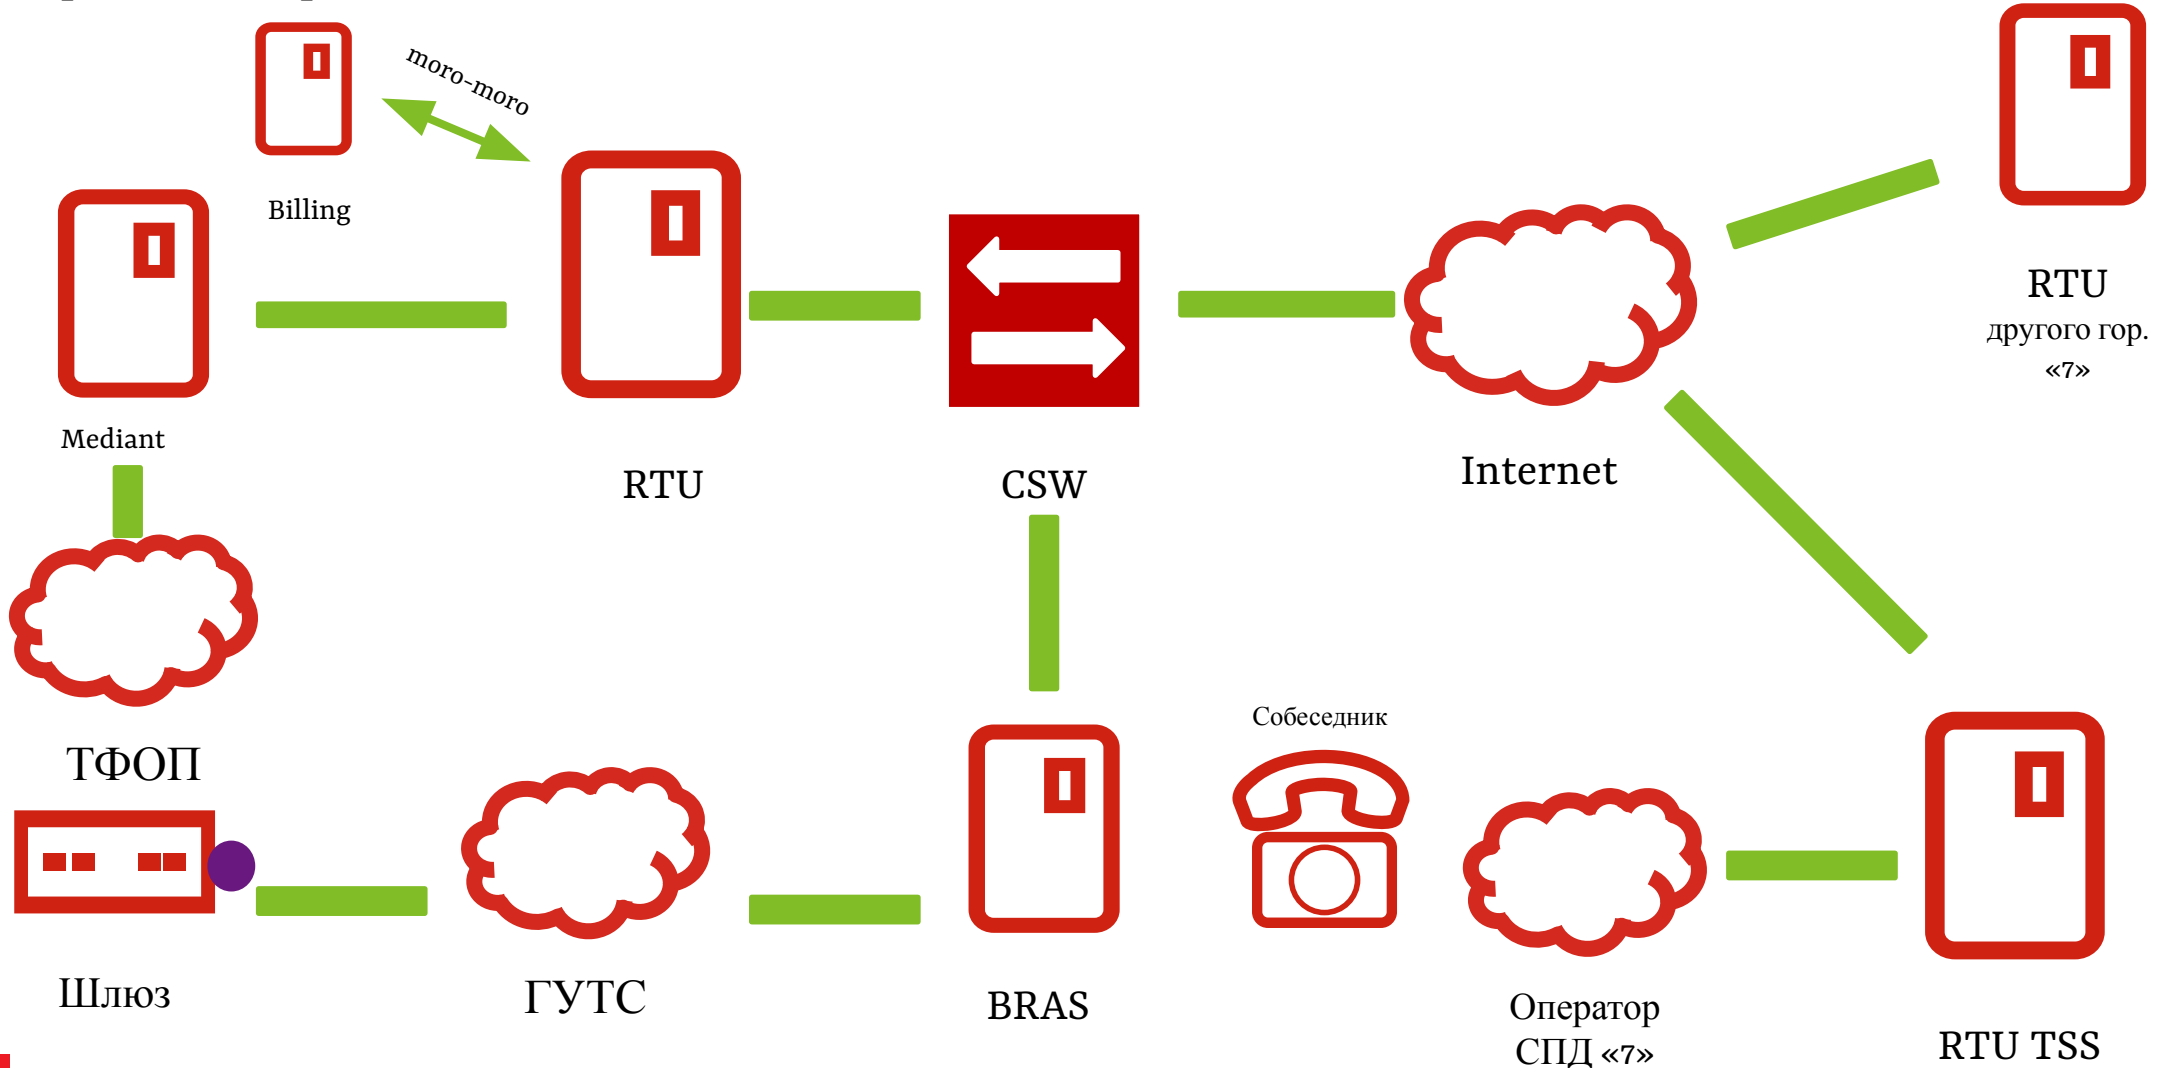 moro-moro
Billing
RTU
другого гор.
«7»
Mediant
RTU
CSW
Internet
Собеседник
ТФОП
Шлюз
ГУТС
BRAS
Оператор
СПД «7»
RTU TSS